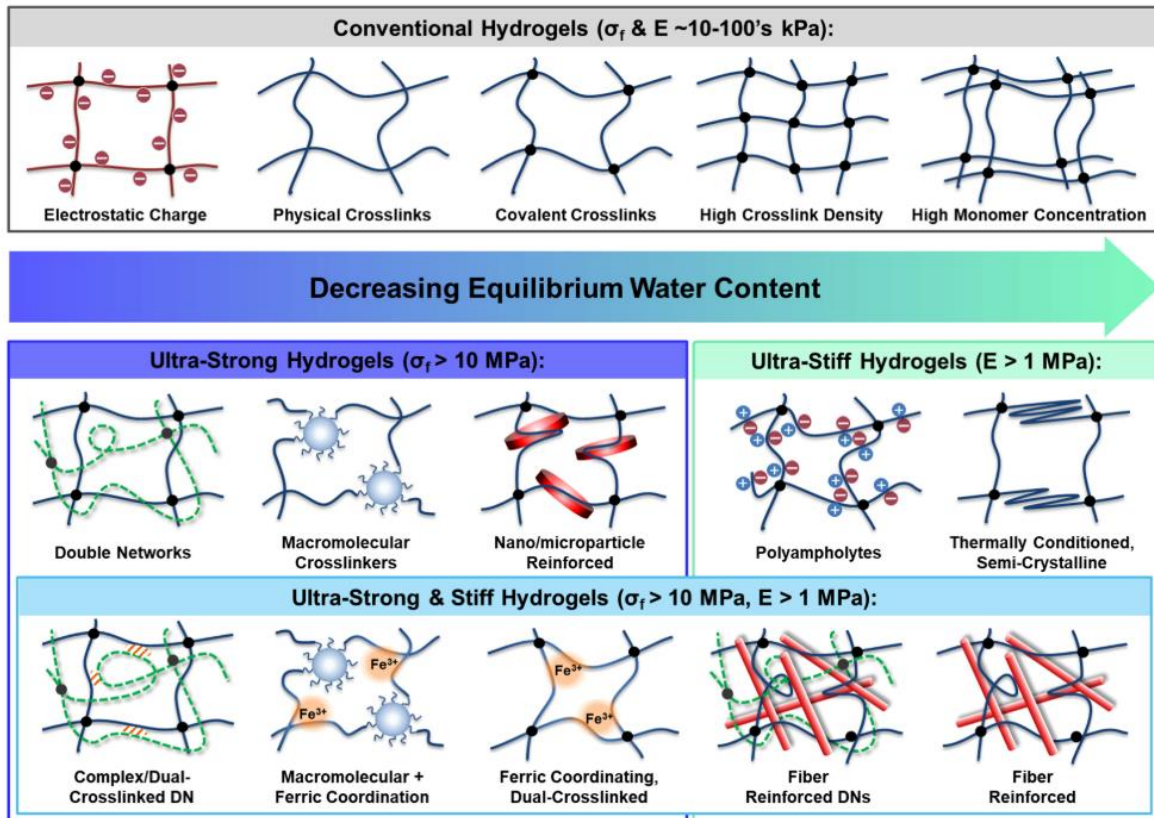 Conventional Hydrogels (σf & E ~10-100's kPa):
Electrostatic Charge
Physical Crosslinks
Covalent Crosslinks
High Crosslink Density
High Monomer Concentration
Decreasing Equilibrium Water Content
Ultra-Strong Hydrogels (σf > 10 MPa):
Double Networks
Macromolecular
Crosslinkers
Nano/microparticle
Reinforced
Ultra-Stiff Hydrogels (E > 1 MPa):
Polyampholytes
Thermally Conditioned,
Semi-Crystalline
Ultra-Strong & Stiff Hydrogels (σf > 10 MPa, E > 1 MPa):
Fe3+
Fe3+
Fe3+
Fe3+
Complex/Dual-
Crosslinked DN
Macromolecular +
Ferric Coordination
Ferric Coordinating,
Dual-Crosslinked
Fiber
Reinforced DNs
Fiber
Reinforced